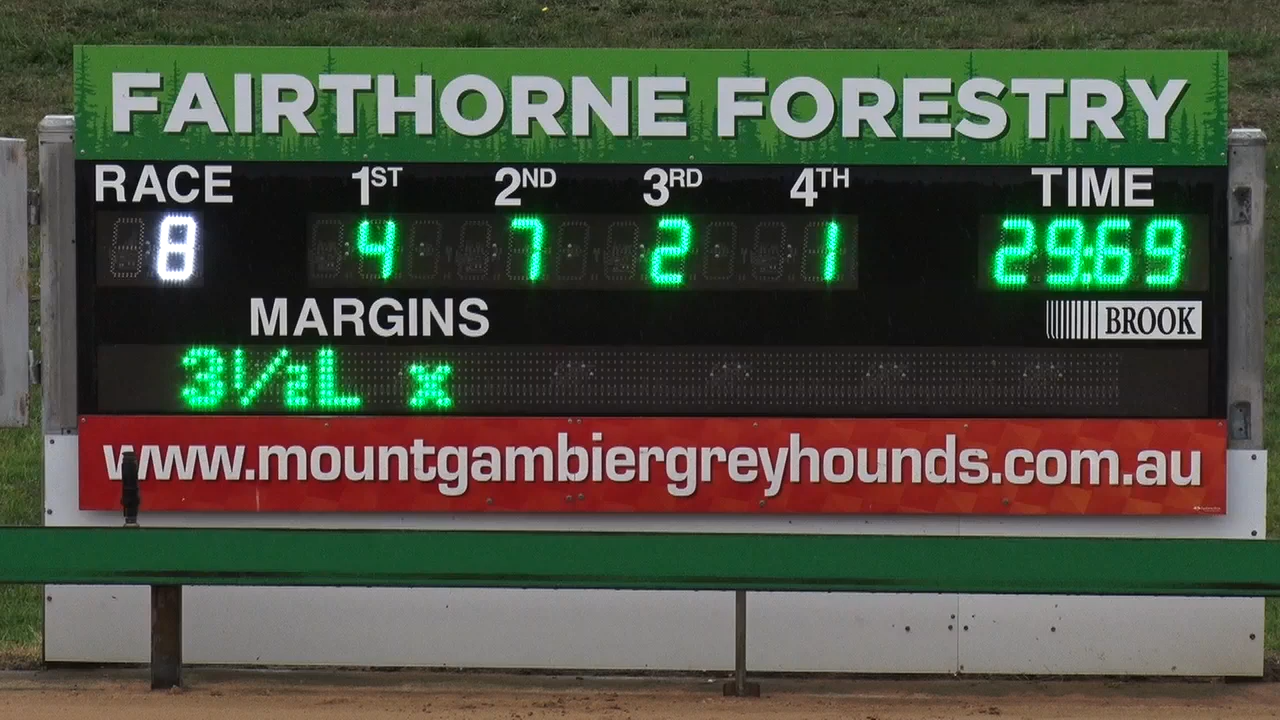 FAIRTHORNE FORESTRY
RACE 1ST 2ND 3RD 4TH TIME
8 4 7 2 1 29:69
MARGINS BROOK
3½L x
www.mountgambiergreyhounds.com.au